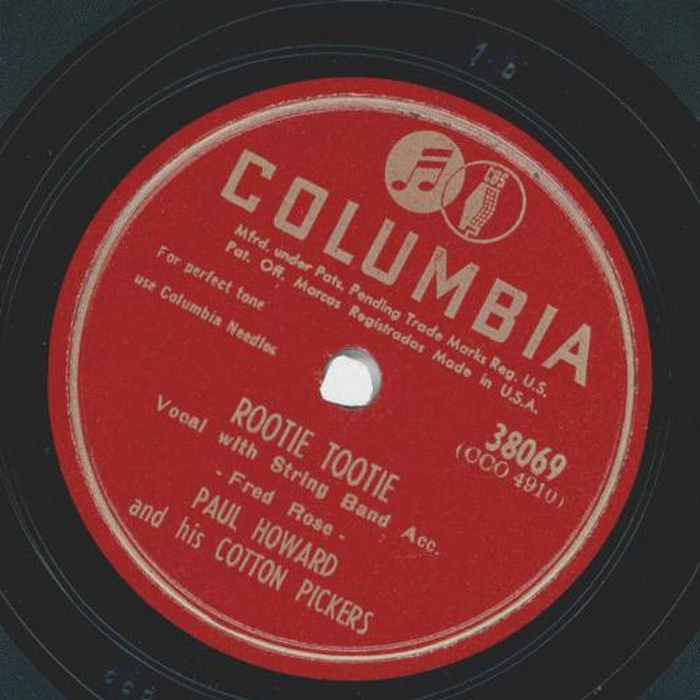 CBS
COLUMBIA
Mfrd. under Pats. Pending Trade Marks Reg. U.S.
Pat. Off. Marcas Registradas Made in U.S.A.
For perfect tone
use Columbia Needles
38069
(CCO 4910)
ROOTIE TOOTIE
Vocal with String Band Acc.
- Fred Rose -
PAUL HOWARD
and his COTTON PICKERS